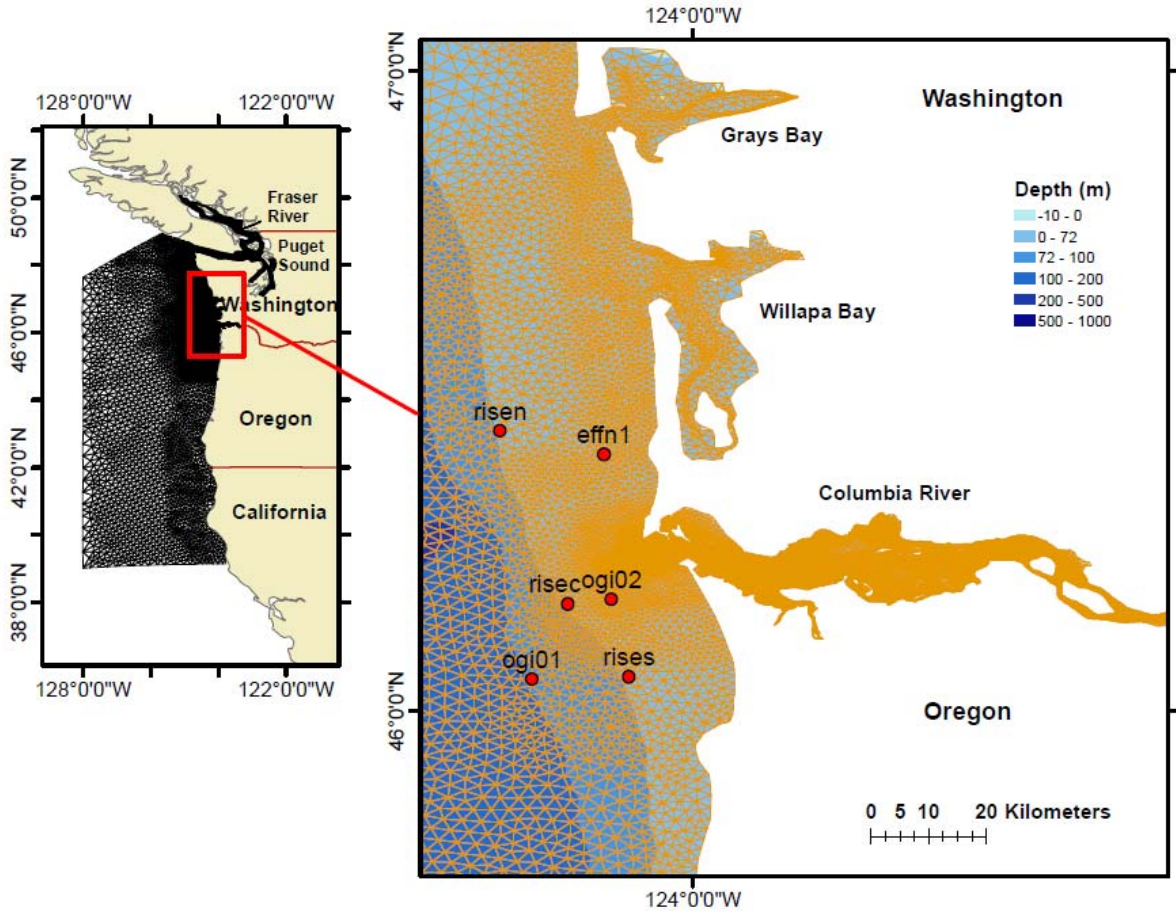 128°0'0"W
122°0'0"W
50°0'0"N
46°0'0"N
42°0'0"N
38°0'0"N
Fraser
River
Puget
Sound
Washington
Oregon
California
128°0'0"W
122°0'0"W
124°0'0"W
47°0'0"N
46°0'0"N
Washington
Grays Bay
Depth (m)
-10 - 0
0 - 72
72 - 100
100 - 200
200 - 500
500 - 1000
Willapa Bay
risen
effn1
Columbia River
risec
ogi02
ogi01
rises
Oregon
0 5 10 20 Kilometers
124°0'0"W